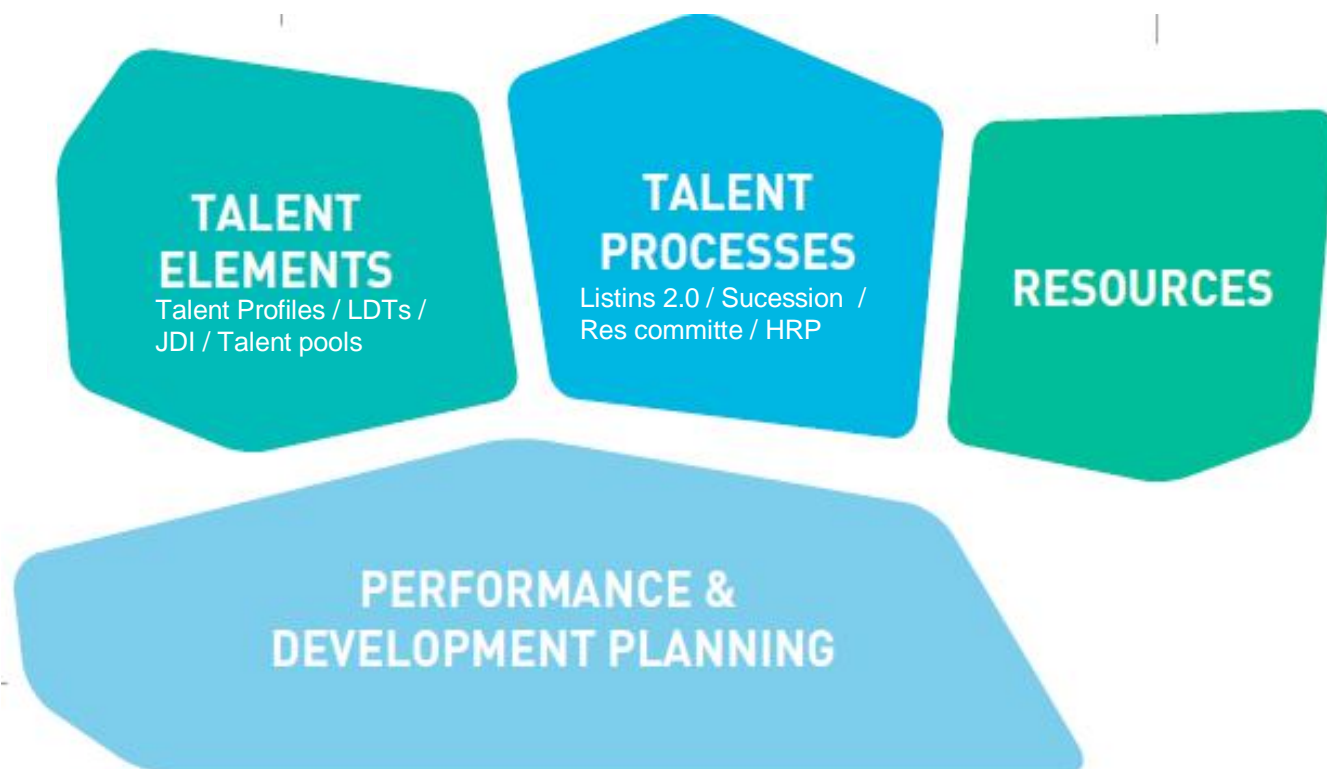 TALENT
ELEMENTS
Talent Profiles / LDTs /
JDI / Talent pools
TALENT
PROCESSES
Listins 2.0 / Sucession /
Res committe / HRP
RESOURCES
PERFORMANCE &
DEVELOPMENT PLANNING